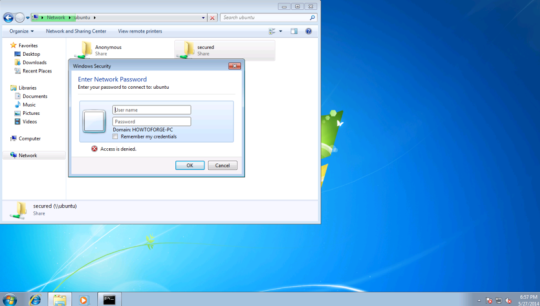 Network ▸ ubuntu ▸
Search ubuntu
Organize ▾ Network and Sharing Center View remote printers
Favorites
Desktop
Downloads
Recent Places
Libraries
Documents
Music
Pictures
Videos
Computer
Network
Anonymous
Share
secured
Share
Windows Security
Enter Network Password
Enter your password to connect to: ubuntu
User name
Password
Domain: HOWTOFORGE-PC
Remember my credentials
Access is denied.
OK
Cancel
secured (\\ubuntu)
Share
8:57 PM
5/27/2014